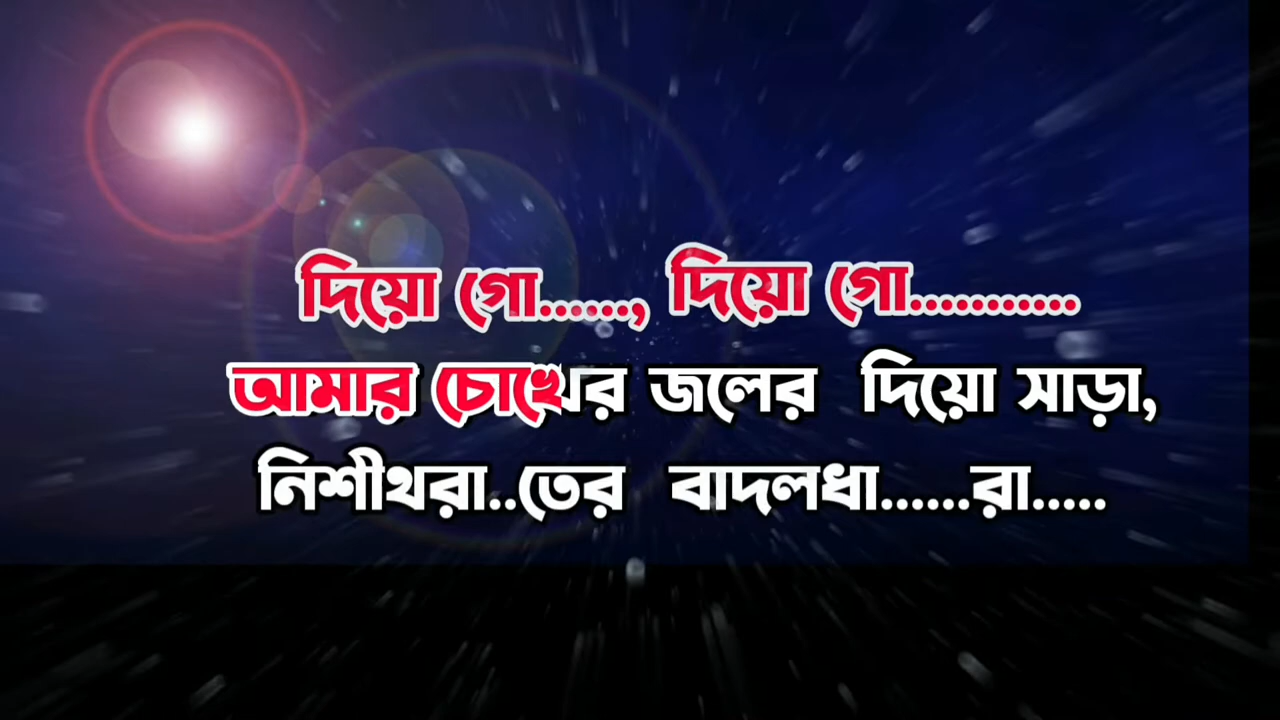 দিয়ো গো......, দিয়ো গো...........
আমার চোখের জলের  দিয়ো সাড়া,
নিশীথরা..তের  বাদলধা......রা.....